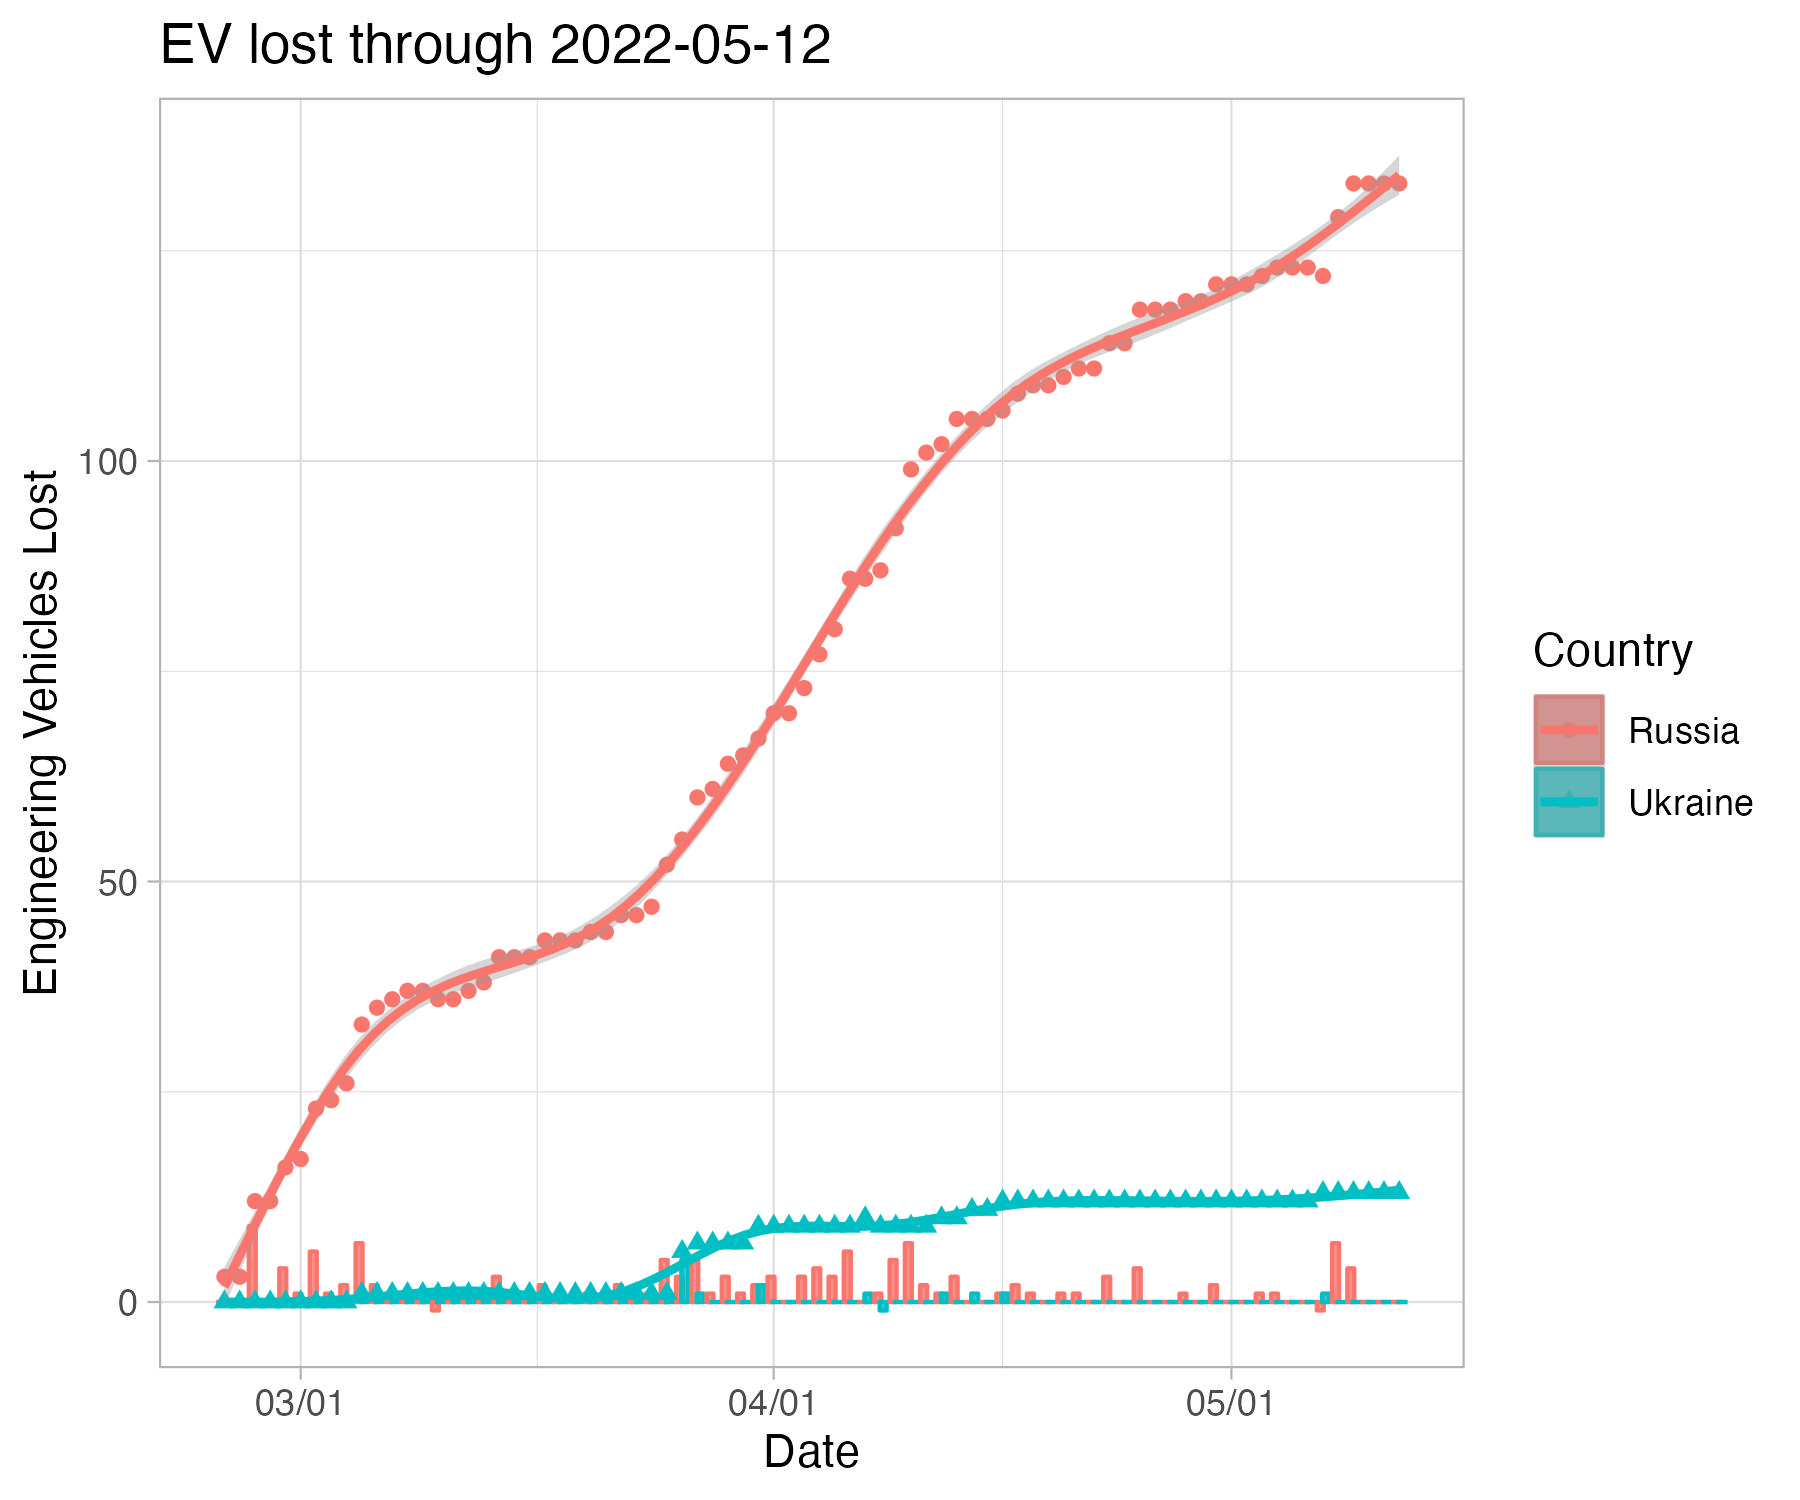 EV lost through 2022-05-12
Engineering Vehicles Lost
100
50
0
03/01
04/01
05/01
Date
Country
Russia
Ukraine